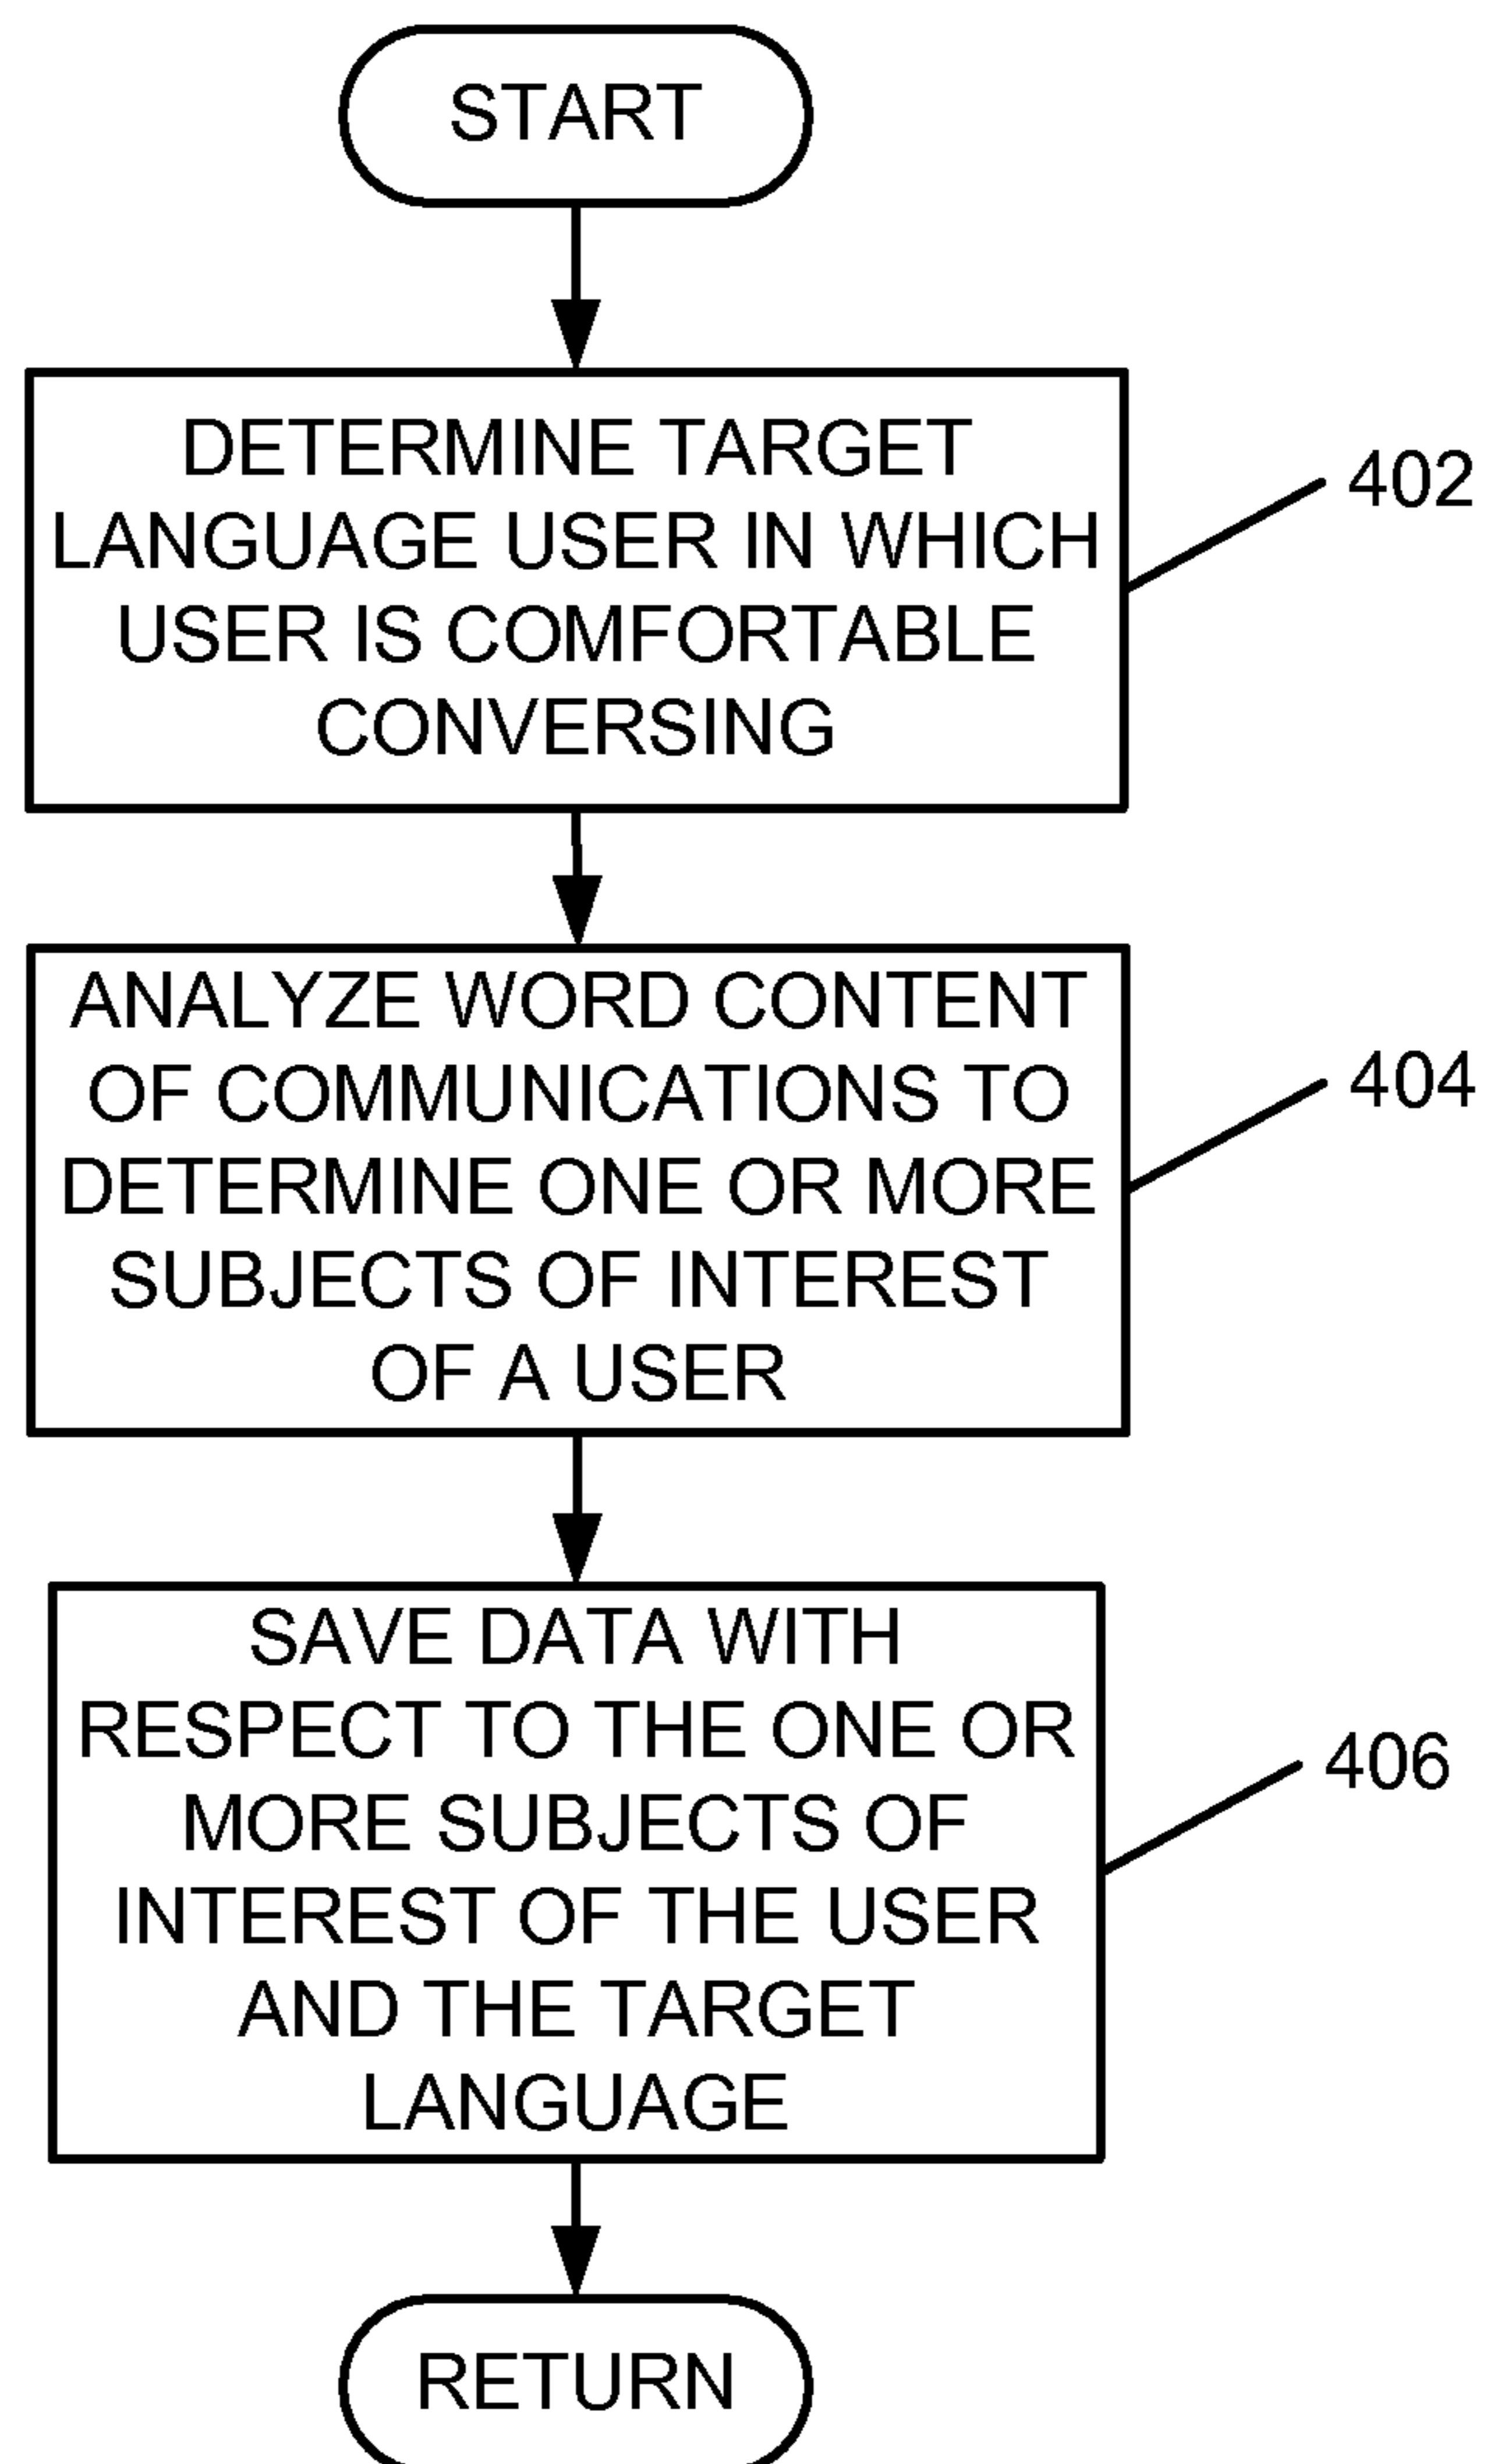 START
DETERMINE TARGET
LANGUAGE USER IN WHICH
USER IS COMFORTABLE
CONVERSING
402
ANALYZE WORD CONTENT
OF COMMUNICATIONS TO
DETERMINE ONE OR MORE
SUBJECTS OF INTEREST
OF A USER
404
SAVE DATA WITH
RESPECT TO THE ONE OR
MORE SUBJECTS OF
INTEREST OF THE USER
AND THE TARGET
LANGUAGE
406
RETURN